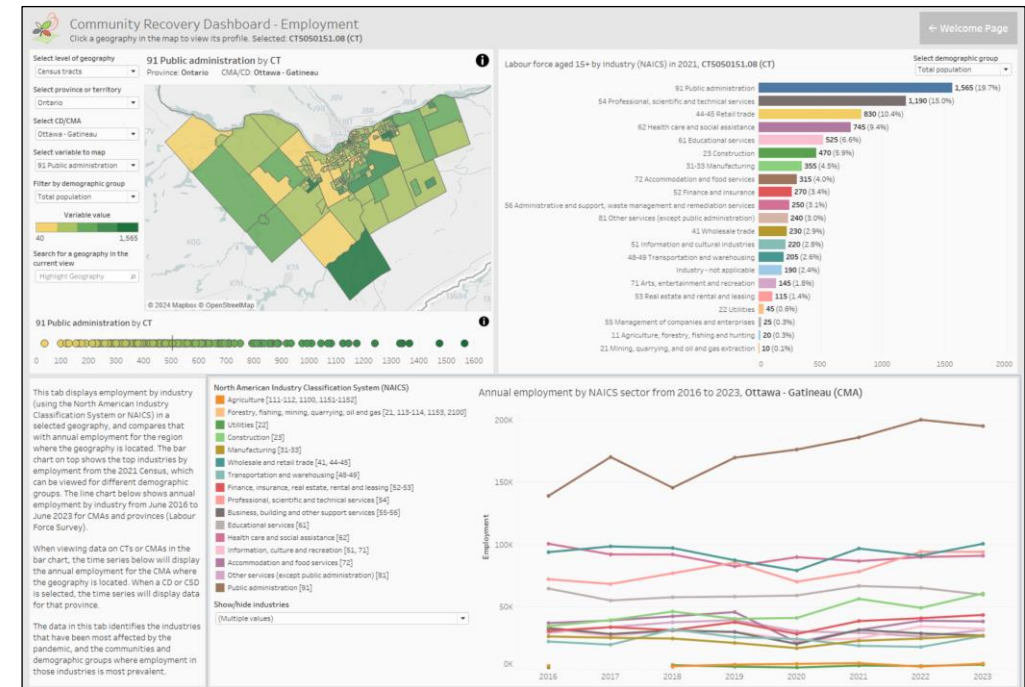 Community Recovery Dashboard - Employment
Click a geography in the map to view its profile. Selected: CTS050151.08 (CT)
← Welcome Page
Select level of geography
Census tracts
Select province or territory
Ontario
Select CD/CMA
Ottawa - Gatineau
Select variable to map
91 Public administration
Filter by demographic group
Total population
Variable value
40 1,565
Search for a geography in the
current view
Highlight Geography
91 Public administration by CT
Province: Ontario CMA/CD: Ottawa - Gatineau
K0G
K7A
© 2024 Mapbox © OpenStreetMap
91 Public administration by CT
0 100 200 300 400 500 600 700 800 900 1000 1100 1200 1300 1400 1500 1600
Labour force aged 15+ by Industry (NAICS) in 2021, CTS050151.08 (CT)
Select demographic group
Total population
91 Public administration 1,565 (19.7%)
54 Professional, scientific and technical services 1,190 (15.0%)
44-45 Retail trade 830 (10.4%)
62 Health care and social assistance 745 (9.4%)
61 Educational services 525 (6.6%)
23 Construction 470 (5.9%)
31-33 Manufacturing 355 (4.5%)
72 Accommodation and food services 315 (4.0%)
52 Finance and insurance 270 (3.4%)
56 Administrative and support, waste management and remediation services 250 (3.1%)
81 Other services (except public administration) 240 (3.0%)
41 Wholesale trade 230 (2.9%)
51 Information and cultural industries 220 (2.8%)
48-49 Transportation and warehousing 205 (2.6%)
Industry - not applicable 190 (2.4%)
71 Arts, entertainment and recreation 145 (1.8%)
53 Real estate and rental and leasing 115 (1.4%)
22 Utilities 45 (0.6%)
55 Management of companies and enterprises 25 (0.3%)
11 Agriculture, forestry, fishing and hunting 20 (0.3%)
21 Mining, quarrying, and oil and gas extraction 10 (0.1%)
0 500 1000 1500 2000
This tab displays employment by industry
(using the North American Industry
Classification System or NAICS) in a
selected geography, and compares that
with annual employment for the region
where the geography is located. The bar
chart on top shows the top industries by
employment from the 2021 Census, which
can be viewed for different demographic
groups. The line chart below shows annual
employment by industry from June 2016 to
June 2023 for CMAs and provinces (Labour
Force Survey).
When viewing data on CTs or CMAs in the
bar chart, the time series below will display
the annual employment for the CMA where
the geography is located. When a CD or CSD
is selected, the time series will display data
for that province.
The data in this tab identifies the industries
that have been most affected by the
pandemic, and the communities and
demographic groups where employment in
those industries is most prevalent.
North American Industry Classification System (NAICS)
Agriculture [111-112, 1100, 1151-1152]
Forestry, fishing, mining, quarrying, oil and gas [21, 113-114, 1153, 2100]
Utilities [22]
Construction [23]
Manufacturing [31-33]
Wholesale and retail trade [41, 44-45]
Transportation and warehousing [48-49]
Finance, insurance, real estate, rental and leasing [52-53]
Professional, scientific and technical services [54]
Business, building and other support services [55-56]
Educational services [61]
Health care and social assistance [62]
Information, culture and recreation [51, 71]
Accommodation and food services [72]
Other services (except public administration) [81]
Public administration [91]
Show/hide industries
(Multiple values)
Annual employment by NAICS sector from 2016 to 2023, Ottawa - Gatineau (CMA)
Employment
200K
150K
100K
50K
0K
2016 2017 2018 2019 2020 2021 2022 2023